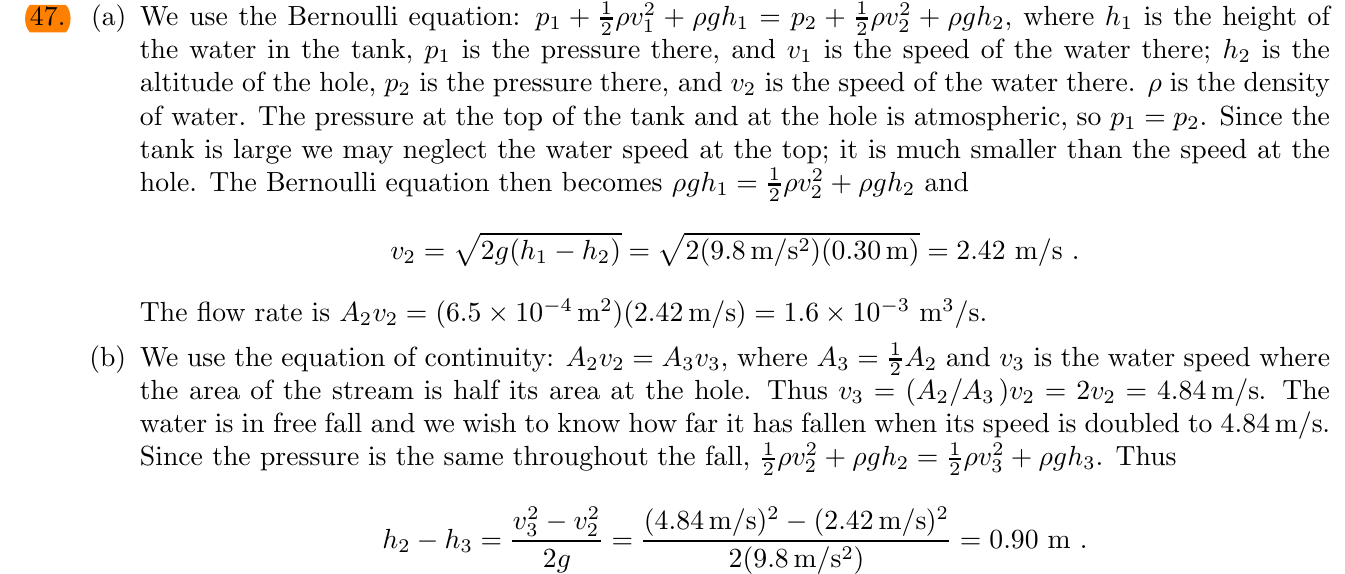 47. (a) We use the Bernoulli equation: p₁ + ½ρv₁² + ρgh₁ = p₂ + ½ρv₂² + ρgh₂, where h₁ is the height of
the water in the tank, p₁ is the pressure there, and v₁ is the speed of the water there; h₂ is the
altitude of the hole, p₂ is the pressure there, and v₂ is the speed of the water there. ρ is the density
of water. The pressure at the top of the tank and at the hole is atmospheric, so p₁ = p₂. Since the
tank is large we may neglect the water speed at the top; it is much smaller than the speed at the
hole. The Bernoulli equation then becomes ρgh₁ = ½ρv₂² + ρgh₂ and
v₂ = √(2g(h₁ − h₂)) = √(2(9.8 m/s²)(0.30 m)) = 2.42 m/s .
The flow rate is A₂v₂ = (6.5 × 10⁻⁴ m²)(2.42 m/s) = 1.6 × 10⁻³ m³/s.
(b) We use the equation of continuity: A₂v₂ = A₃v₃, where A₃ = ½A₂ and v₃ is the water speed where
the area of the stream is half its area at the hole. Thus v₃ = (A₂/A₃)v₂ = 2v₂ = 4.84 m/s. The
water is in free fall and we wish to know how far it has fallen when its speed is doubled to 4.84 m/s.
Since the pressure is the same throughout the fall, ½ρv₂² + ρgh₂ = ½ρv₃² + ρgh₃. Thus
h₂ − h₃ = (v₃² − v₂²)/(2g) = ((4.84 m/s)² − (2.42 m/s)²)/(2(9.8 m/s²)) = 0.90 m .